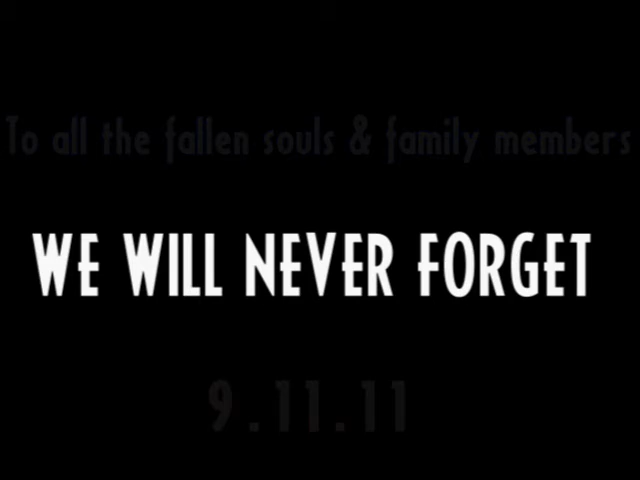 To all the fallen souls & family members
WE WILL NEVER FORGET
9.11.11